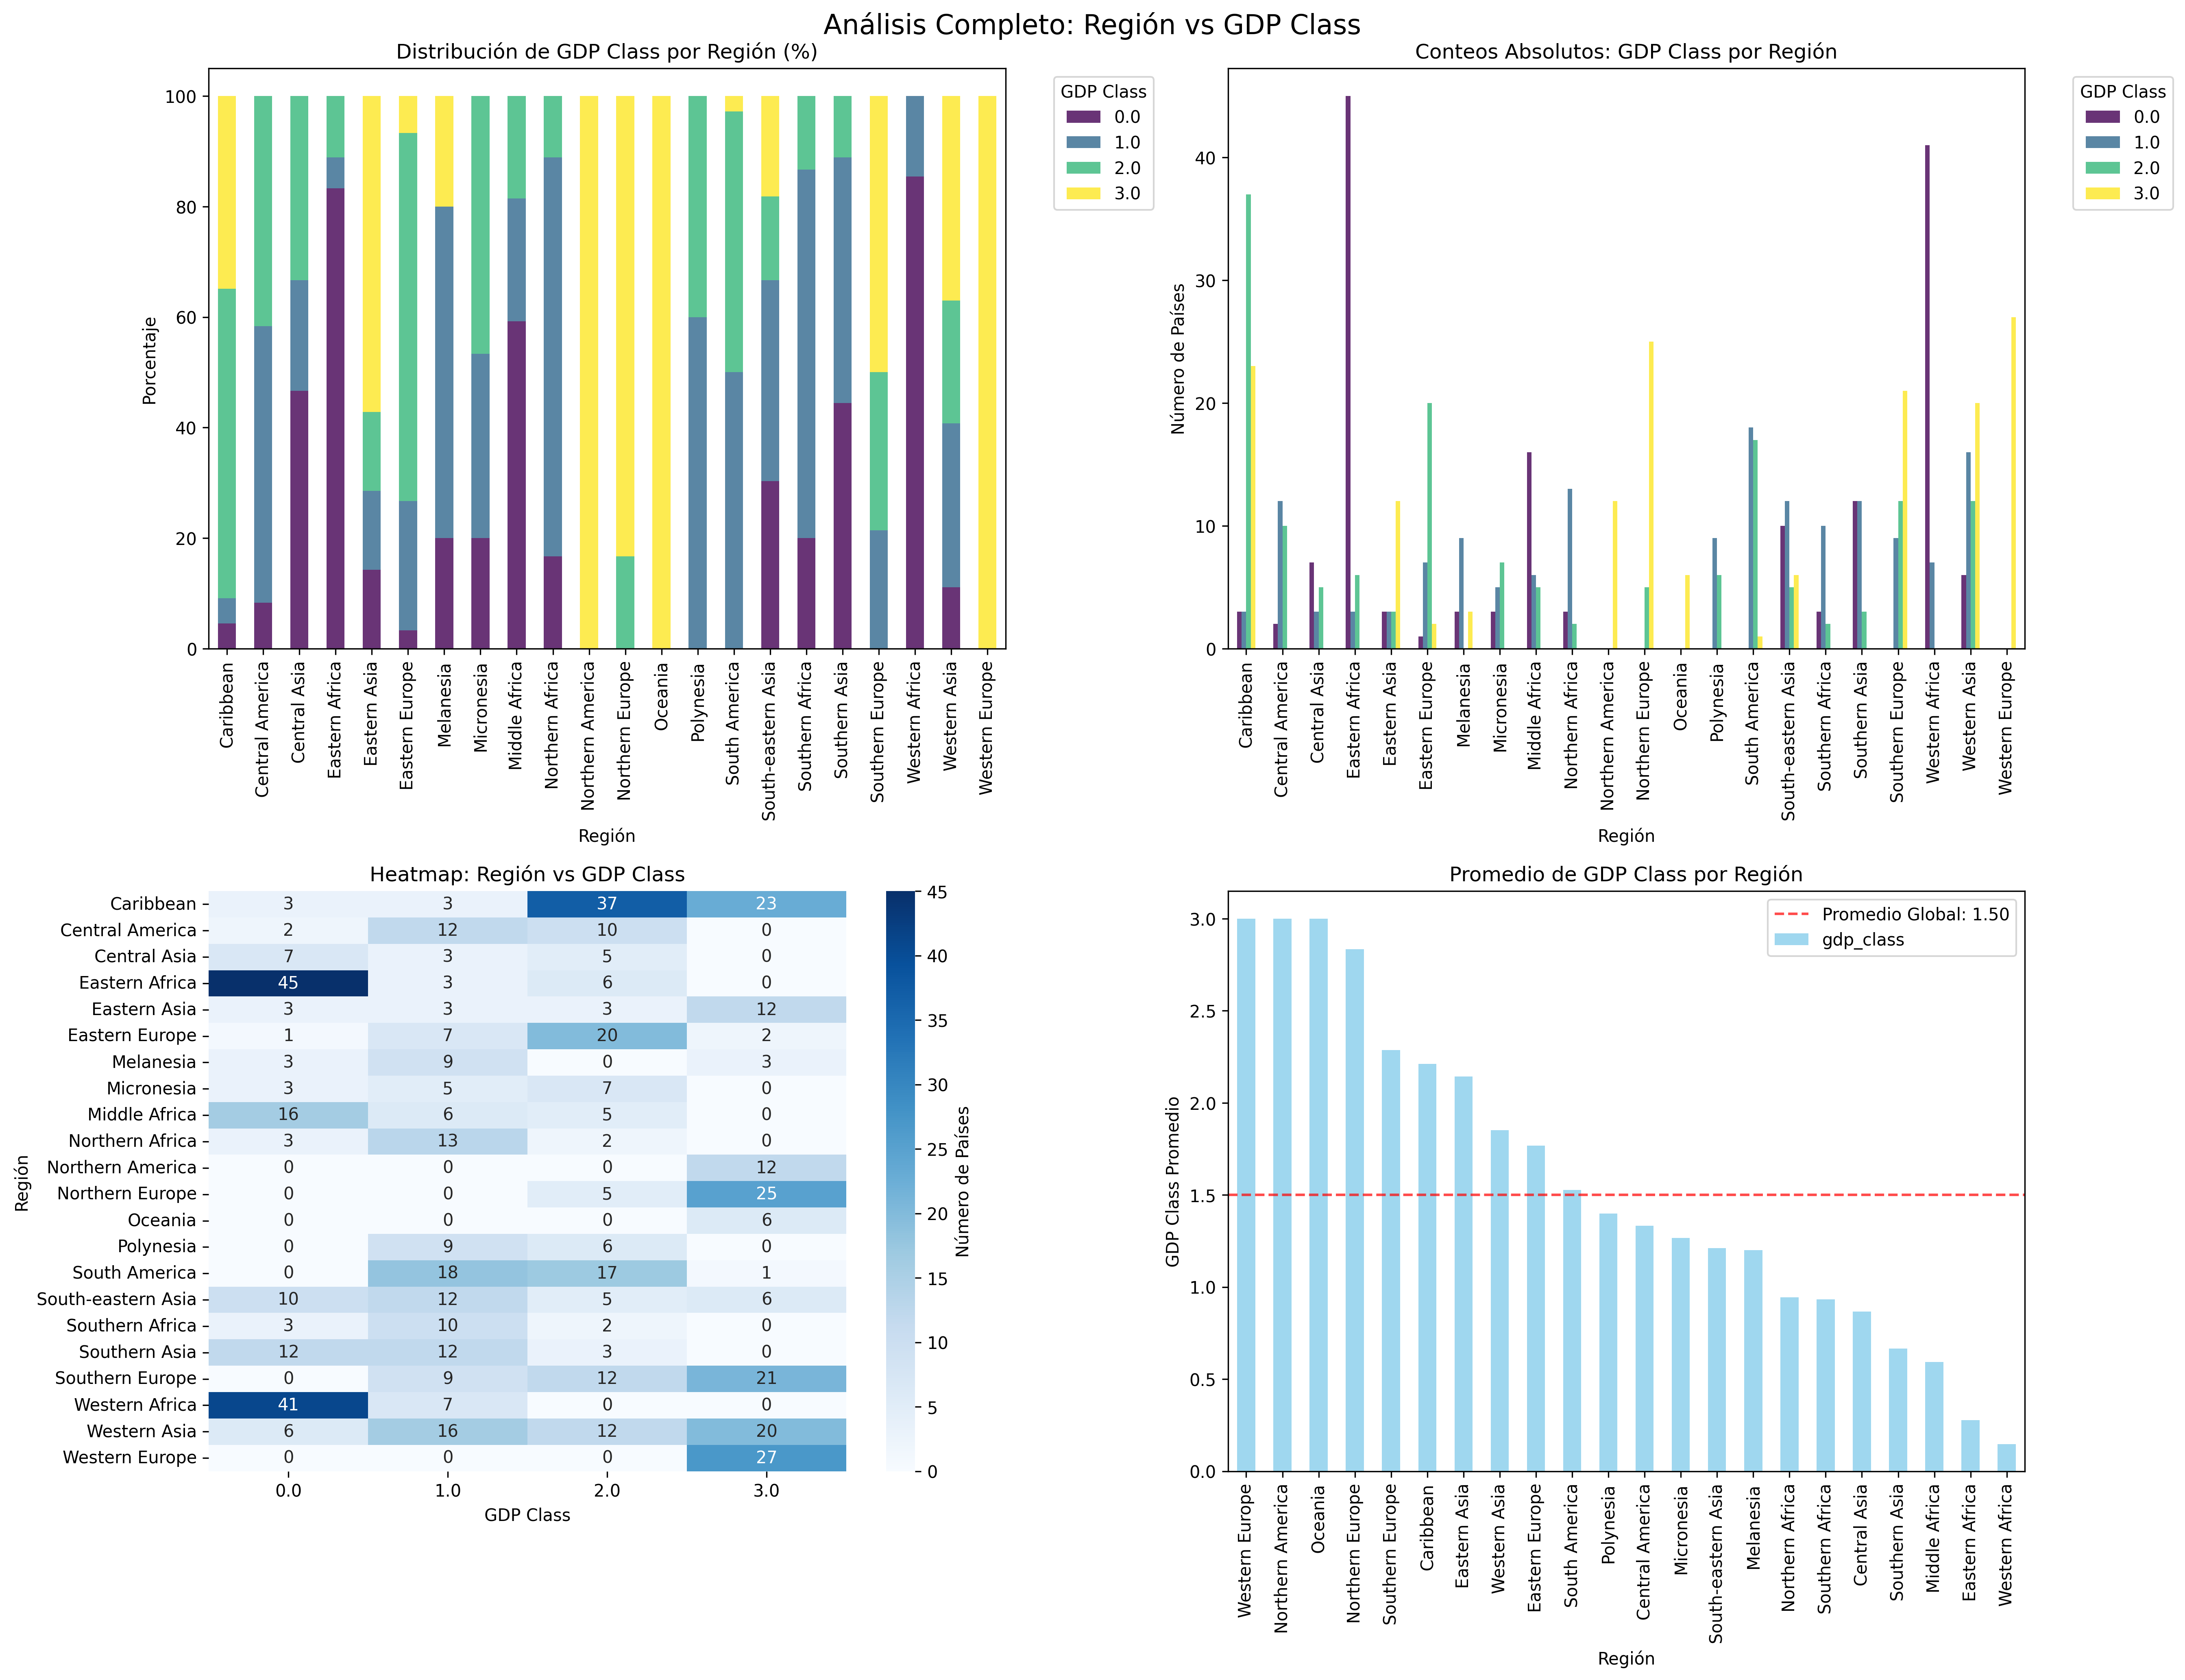 Análisis Completo: Región vs GDP Class
Distribución de GDP Class por Región (%)
Porcentaje
100
80
60
40
20
0
Caribbean
Central America
Central Asia
Eastern Africa
Eastern Asia
Eastern Europe
Melanesia
Micronesia
Middle Africa
Northern Africa
Northern America
Northern Europe
Oceania
Polynesia
South America
South-eastern Asia
Southern Africa
Southern Asia
Southern Europe
Western Africa
Western Asia
Western Europe
Región
GDP Class
0.0
1.0
2.0
3.0
Conteos Absolutos: GDP Class por Región
Número de Países
40
30
20
10
0
Caribbean
Central America
Central Asia
Eastern Africa
Eastern Asia
Eastern Europe
Melanesia
Micronesia
Middle Africa
Northern Africa
Northern America
Northern Europe
Oceania
Polynesia
South America
South-eastern Asia
Southern Africa
Southern Asia
Southern Europe
Western Africa
Western Asia
Western Europe
Región
GDP Class
0.0
1.0
2.0
3.0
Heatmap: Región vs GDP Class
Región
Caribbean 3 3 37 23
Central America 2 12 10 0
Central Asia 7 3 5 0
Eastern Africa 45 3 6 0
Eastern Asia 3 3 3 12
Eastern Europe 1 7 20 2
Melanesia 3 9 0 3
Micronesia 3 5 7 0
Middle Africa 16 6 5 0
Northern Africa 3 13 2 0
Northern America 0 0 0 12
Northern Europe 0 0 5 25
Oceania 0 0 0 6
Polynesia 0 9 6 0
South America 0 18 17 1
South-eastern Asia 10 12 5 6
Southern Africa 3 10 2 0
Southern Asia 12 12 3 0
Southern Europe 0 9 12 21
Western Africa 41 7 0 0
Western Asia 6 16 12 20
Western Europe 0 0 0 27
0.0 1.0 2.0 3.0
GDP Class
45
40
35
30
25
20
15
10
5
0
Número de Países
Promedio de GDP Class por Región
GDP Class Promedio
3.0
2.5
2.0
1.5
1.0
0.5
0.0
Promedio Global: 1.50
gdp_class
Western Europe
Northern America
Oceania
Northern Europe
Southern Europe
Caribbean
Eastern Asia
Western Asia
Eastern Europe
South America
Polynesia
Central America
Micronesia
South-eastern Asia
Melanesia
Northern Africa
Southern Africa
Central Asia
Southern Asia
Middle Africa
Eastern Africa
Western Africa
Región